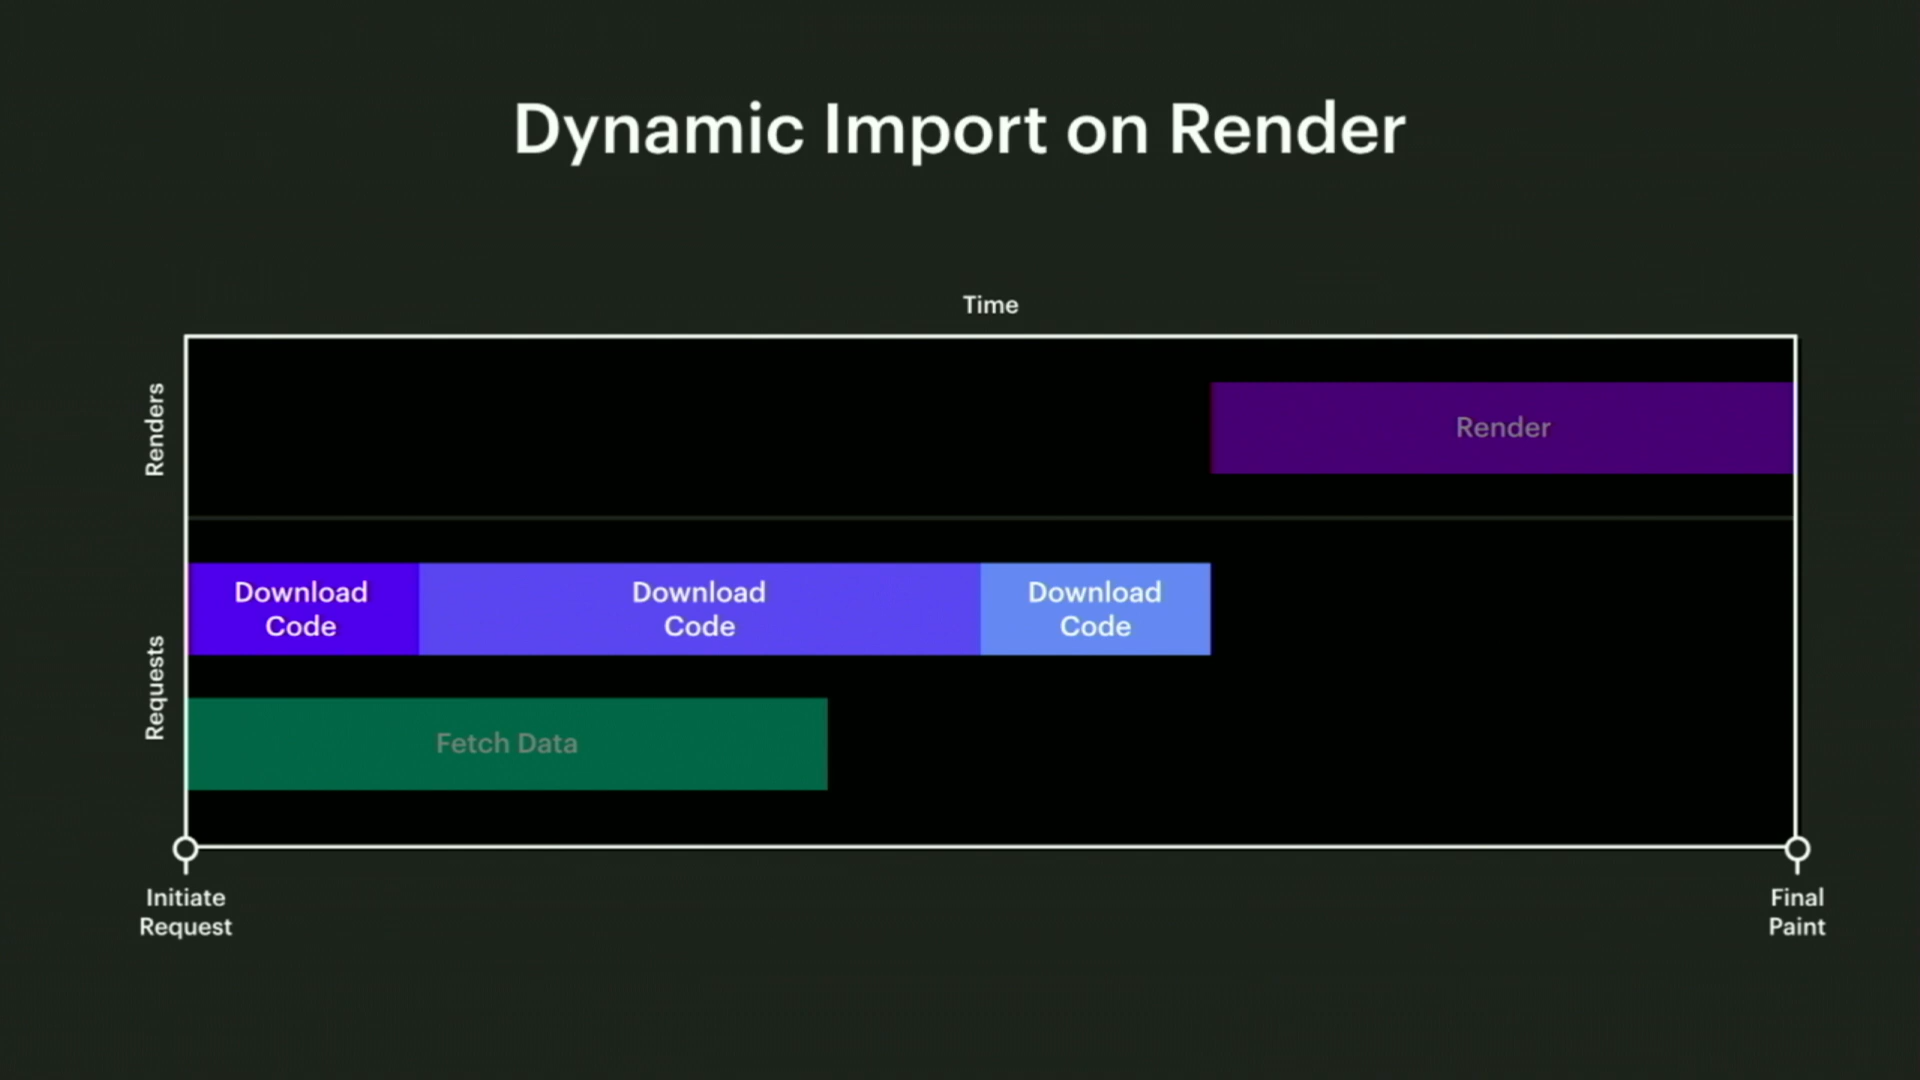 Dynamic Import on Render
Time
Renders
Render
Requests
Download
Code
Download
Code
Download
Code
Fetch Data
Initiate
Request
Final
Paint